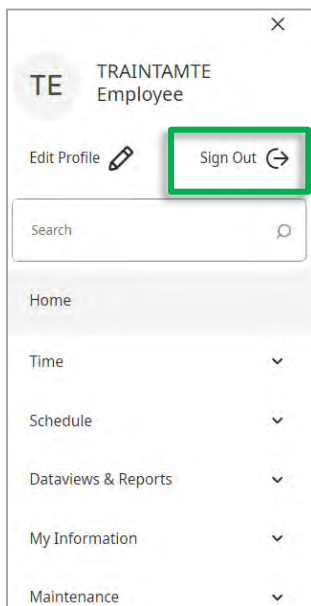 TE
TRAINTAMTE
Employee
Edit Profile
Sign Out
Search
Home
Time
Schedule
Dataviews & Reports
My Information
Maintenance